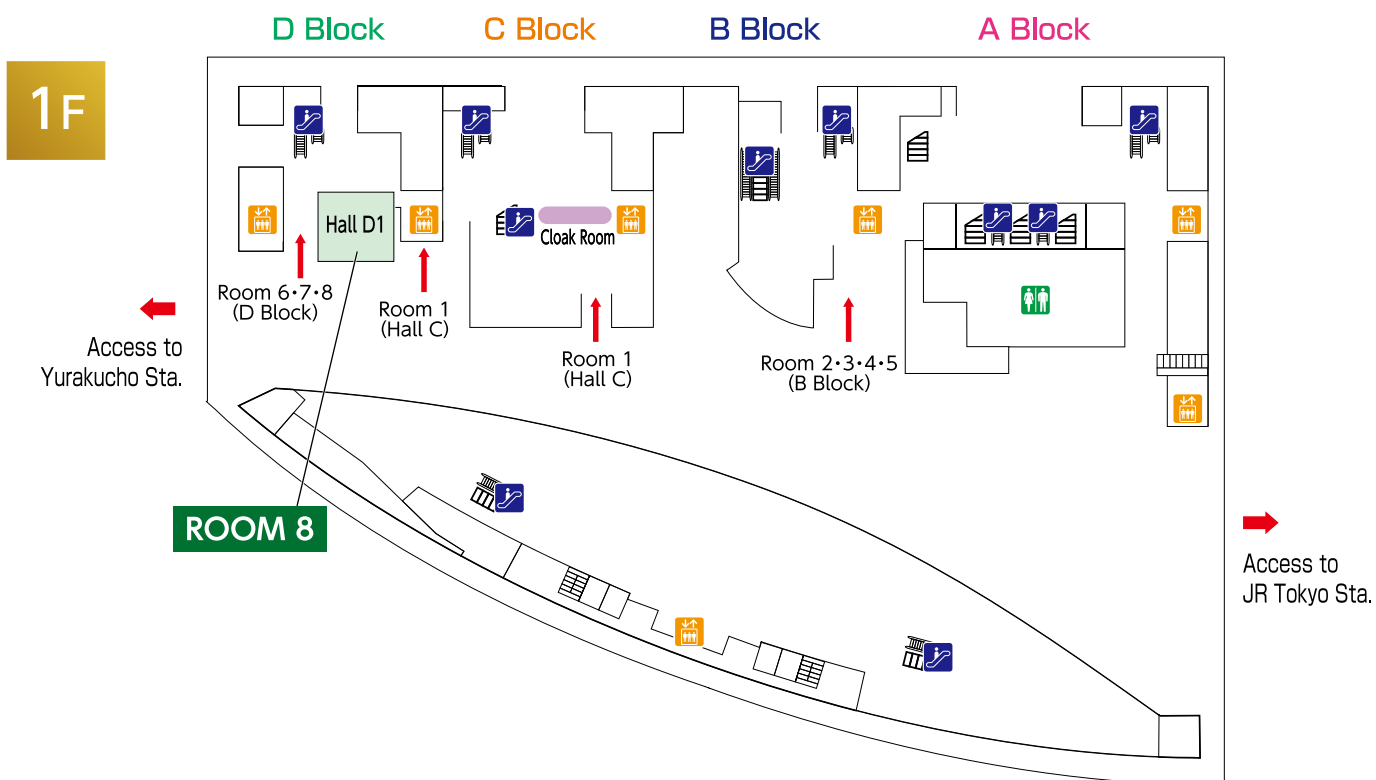 D Block
C Block
B Block
A Block
1F
Hall D1
Cloak Room
Room 6･7･8
(D Block)
Room 1
(Hall C)
Room 1
(Hall C)
Room 2･3･4･5
(B Block)
Access to
Yurakucho Sta.
ROOM 8
Access to
JR Tokyo Sta.